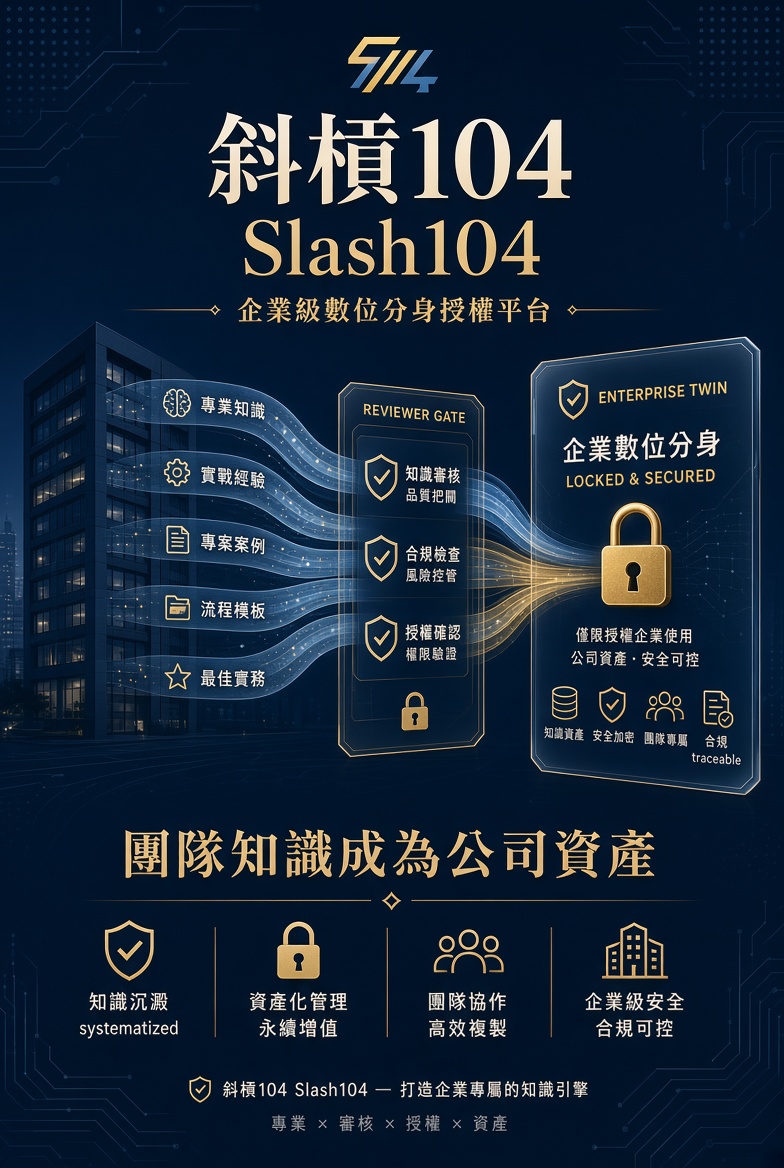 斜槓104
Slash104
企業級數位分身授權平台
專業知識
實戰經驗
專案案例
流程模板
最佳實務
REVIEWER GATE
知識審核
品質把關
合規檢查
風險控管
授權確認
權限驗證
ENTERPRISE TWIN
企業數位分身
LOCKED & SECURED
僅限授權企業使用
公司資產・安全可控
知識資產
安全加密
團隊專屬
合規
traceable
團隊知識成為公司資產
知識沉澱
systematized
資產化管理
永續增值
團隊協作
高效複製
企業級安全
合規可控
斜槓104 Slash104 — 打造企業專屬的知識引擎
專業 × 審核 × 授權 × 資產